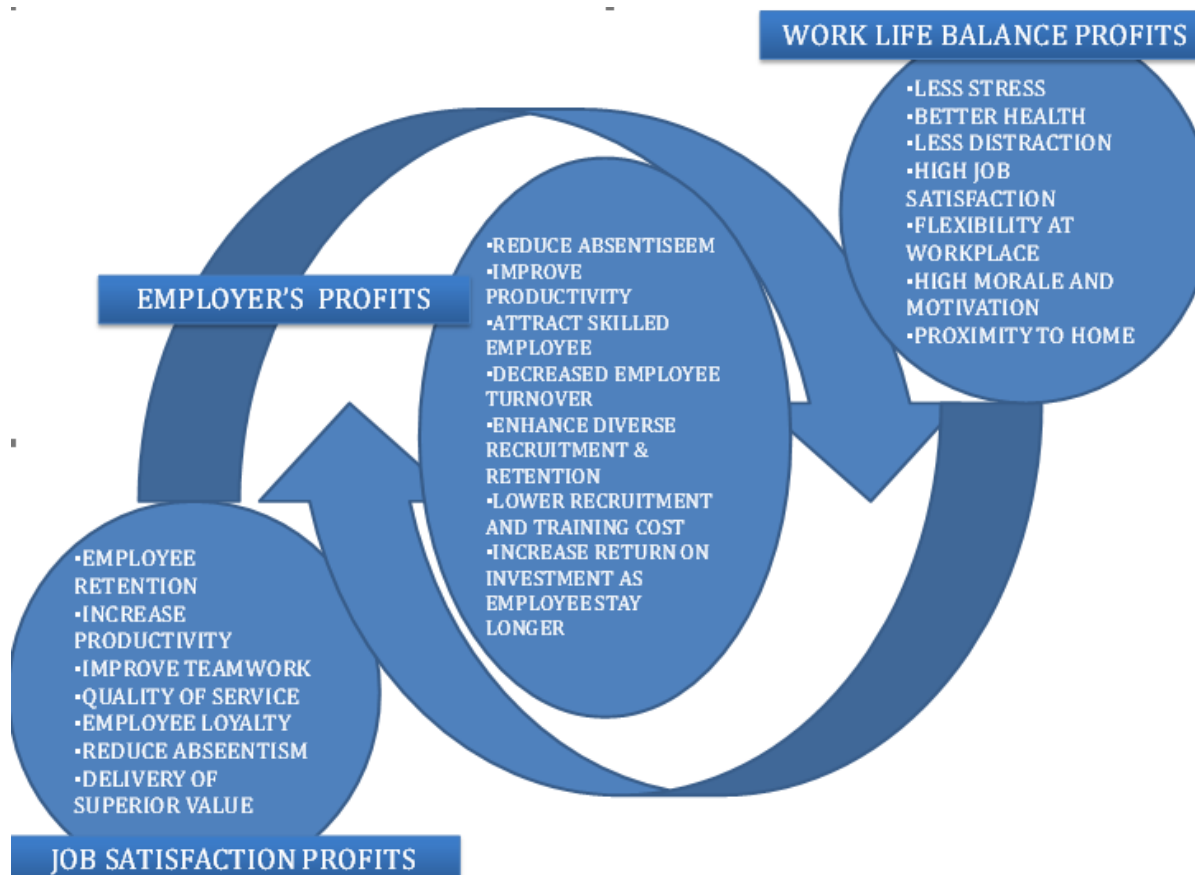 WORK LIFE BALANCE PROFITS
▪LESS STRESS
▪BETTER HEALTH
▪LESS DISTRACTION
▪HIGH JOB
SATISFACTION
▪FLEXIBILITY AT
WORKPLACE
▪HIGH MORALE AND
MOTIVATION
▪PROXIMITY TO HOME
EMPLOYER'S PROFITS
▪REDUCE ABSENTISEEM
▪IMPROVE
PRODUCTIVITY
▪ATTRACT SKILLED
EMPLOYEE
▪DECREASED EMPLOYEE
TURNOVER
▪ENHANCE DIVERSE
RECRUITMENT &
RETENTION
▪LOWER RECRUITMENT
AND TRAINING COST
▪INCREASE RETURN ON
INVESTMENT AS
EMPLOYEE STAY
LONGER
▪EMPLOYEE
RETENTION
▪INCREASE
PRODUCTIVITY
▪IMPROVE TEAMWORK
▪QUALITY OF SERVICE
▪EMPLOYEE LOYALTY
▪REDUCE ABSEENTISM
▪DELIVERY OF
SUPERIOR VALUE
JOB SATISFACTION PROFITS